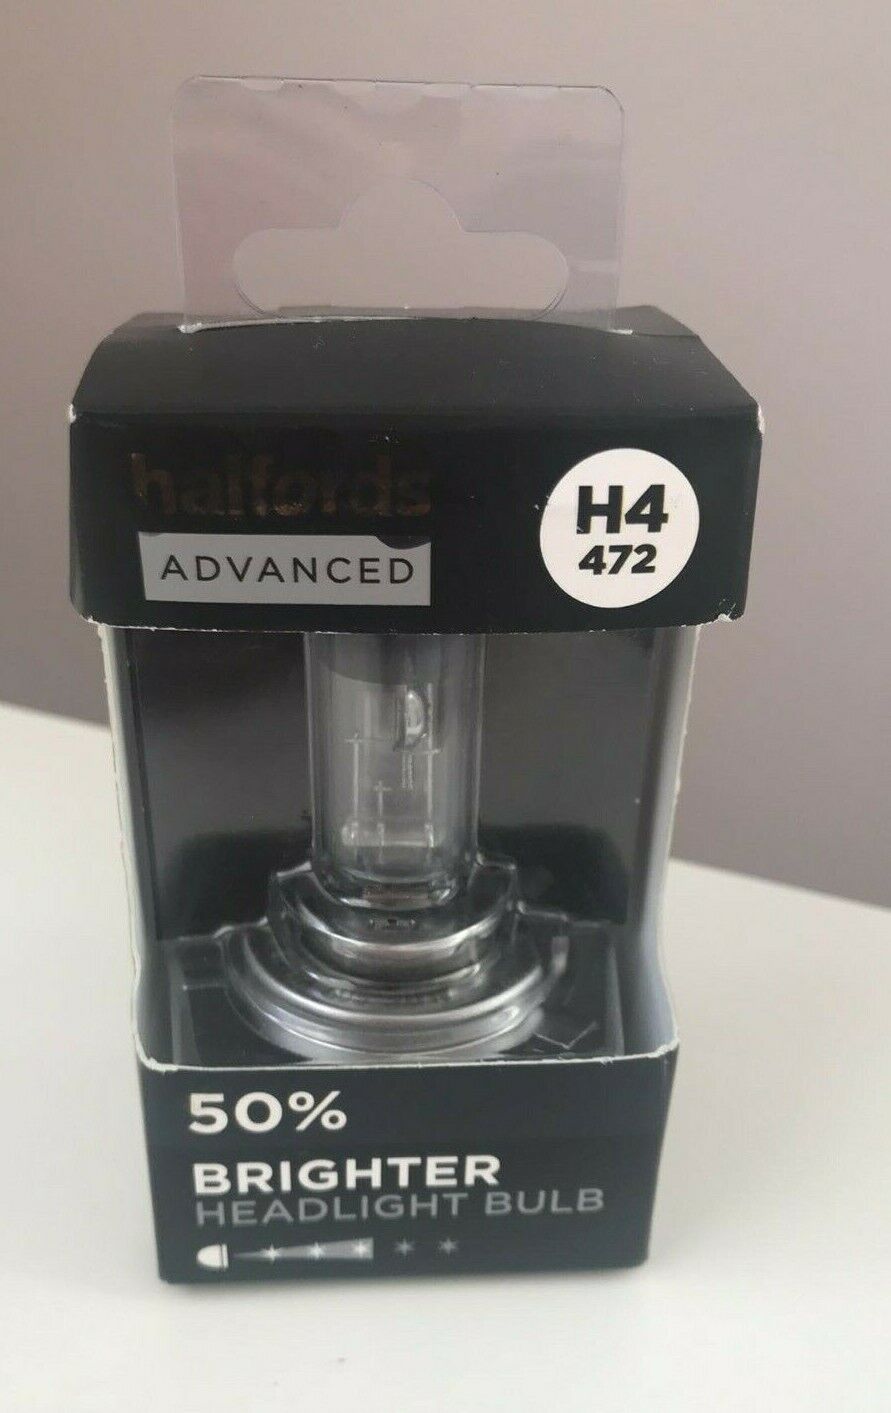 halfords
ADVANCED
H4
472
50%
BRIGHTER
HEADLIGHT BULB